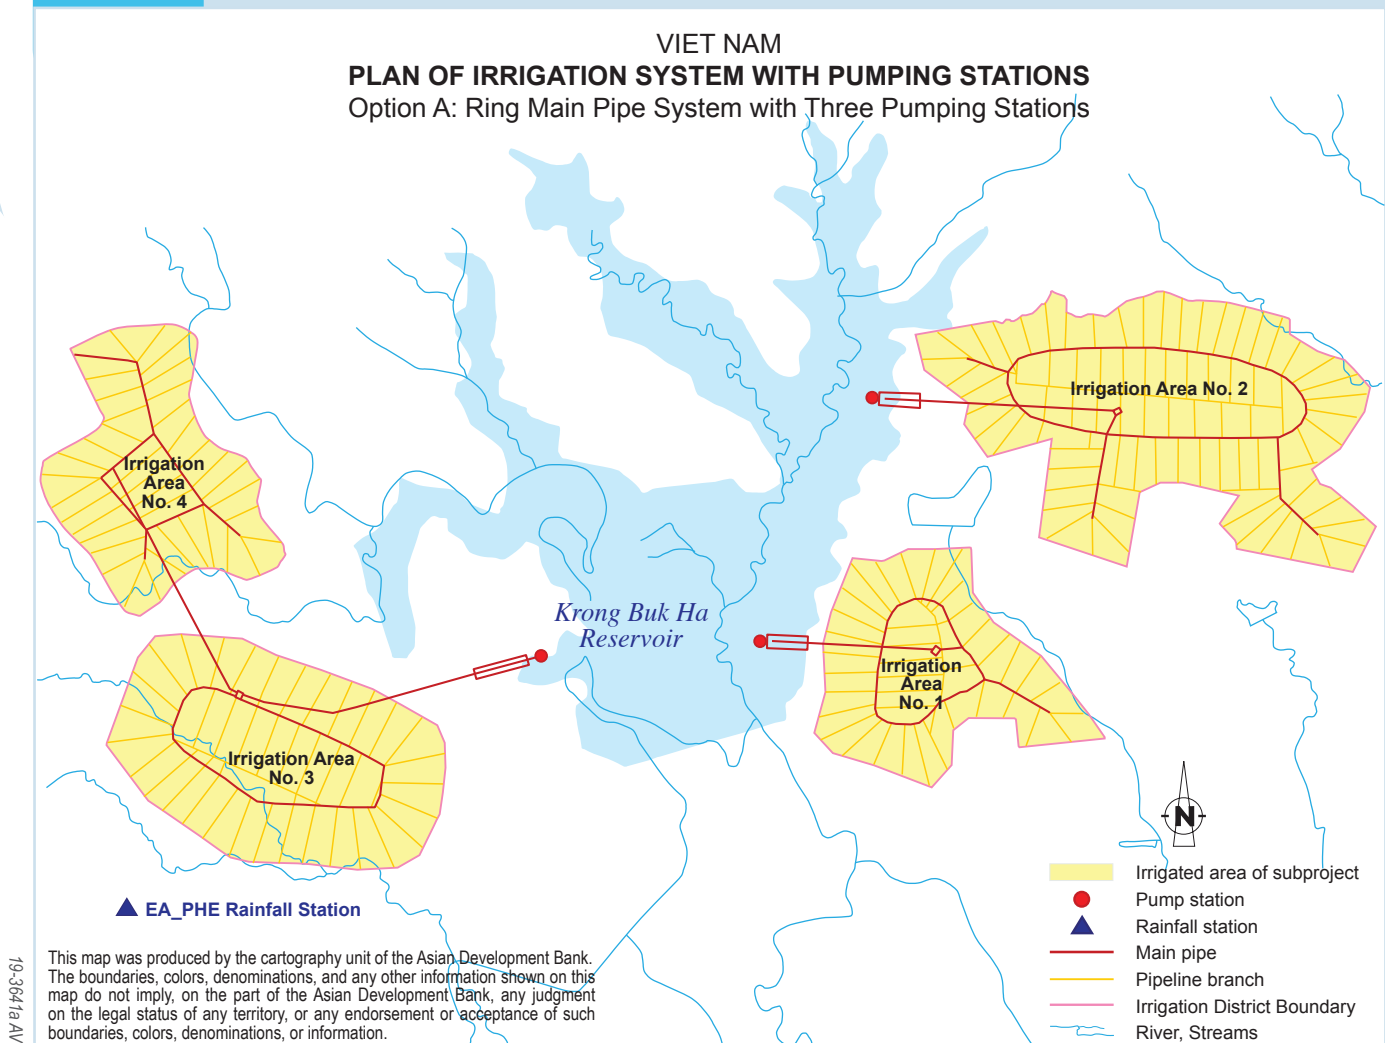 VIET NAM
PLAN OF IRRIGATION SYSTEM WITH PUMPING STATIONS
Option A: Ring Main Pipe System with Three Pumping Stations
Irrigation Area No. 2
Irrigation
Area
No. 4
Krong Buk Ha
Reservoir
Irrigation
Area
No. 1
Irrigation Area
No. 3
N
EA_PHE Rainfall Station
Irrigated area of subproject
Pump station
Rainfall station
Main pipe
Pipeline branch
Irrigation District Boundary
River, Streams
This map was produced by the cartography unit of the Asian Development Bank.
The boundaries, colors, denominations, and any other information shown on this
map do not imply, on the part of the Asian Development Bank, any judgment
on the legal status of any territory, or any endorsement or acceptance of such
boundaries, colors, denominations, or information.
19-3641a AV